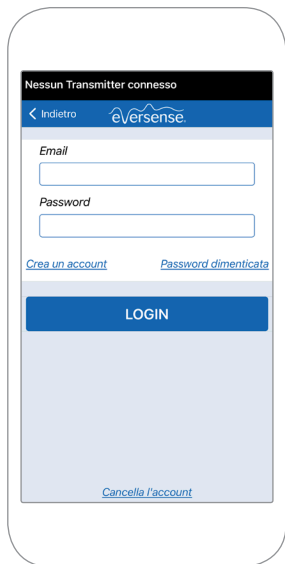 Nessun Transmitter connesso
Indietro
eversense.
Email
Password
Crea un account
Password dimenticata
LOGIN
Cancella l'account